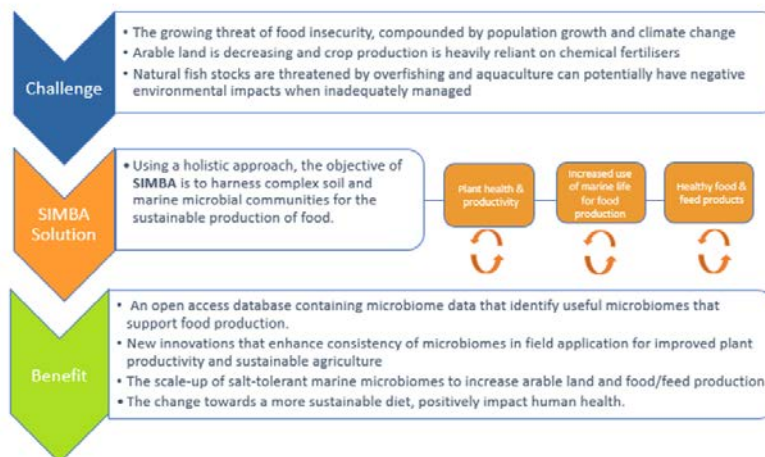 Challenge
• The growing threat of food insecurity, compounded by population growth and climate change
• Arable land is decreasing and crop production is heavily reliant on chemical fertilisers
• Natural fish stocks are threatened by overfishing and aquaculture can potentially have negative
environmental impacts when inadequately managed
SIMBA
Solution
• Using a holistic approach, the objective of
SIMBA is to harness complex soil and
marine microbial communities for the
sustainable production of food.
Plant health &
productivity
Increased use
of marine life
for food
production
Healthy food &
feed products
Benefit
• An open access database containing microbiome data that identify useful microbiomes that
support food production.
• New innovations that enhance consistency of microbiomes in field application for improved plant
productivity and sustainable agriculture
• The scale-up of salt-tolerant marine microbiomes to increase arable land and food/feed production
• The change towards a more sustainable diet, positively impact human health.